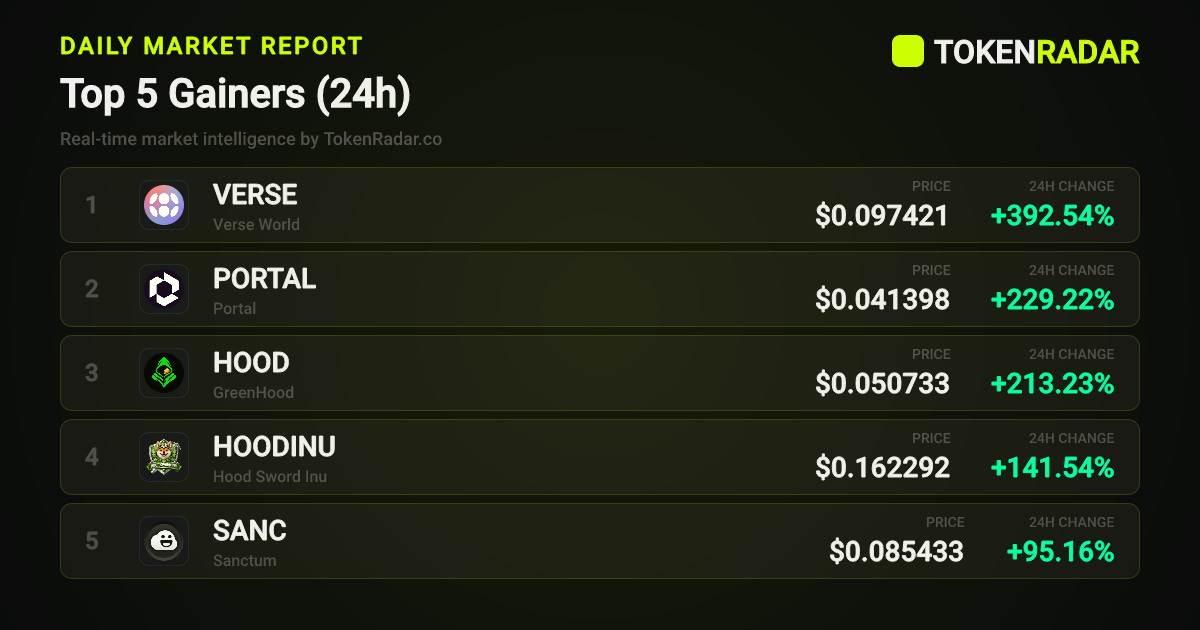 DAILY MARKET REPORT
TOKENRADAR
Top 5 Gainers (24h)
Real-time market intelligence by TokenRadar.co
1
VERSE
Verse World
PRICE
$0.097421
24H CHANGE
+392.54%
2
PORTAL
Portal
PRICE
$0.041398
24H CHANGE
+229.22%
3
HOOD
GreenHood
PRICE
$0.050733
24H CHANGE
+213.23%
4
HOODINU
Hood Sword Inu
PRICE
$0.162292
24H CHANGE
+141.54%
5
SANC
Sanctum
PRICE
$0.085433
24H CHANGE
+95.16%